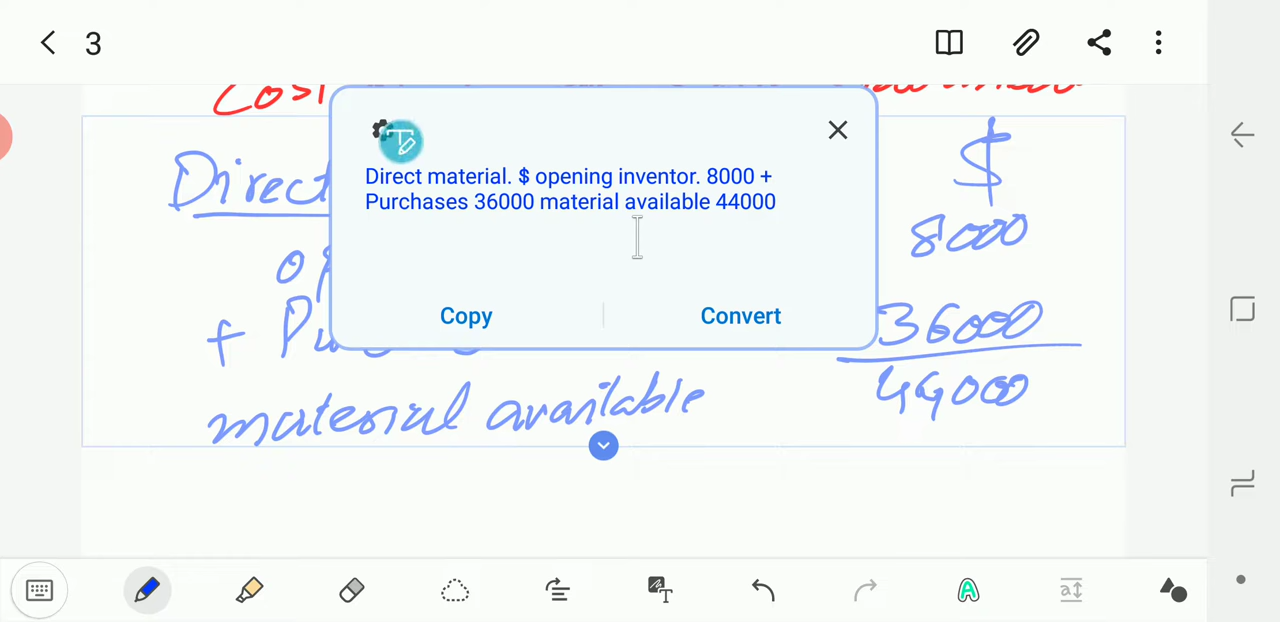 3
Cost
Direct $
Direct material. $ opening inventor. 8000 +
Purchases 36000 material available 44000
8000
+ 36000
Copy Convert
material available 44000